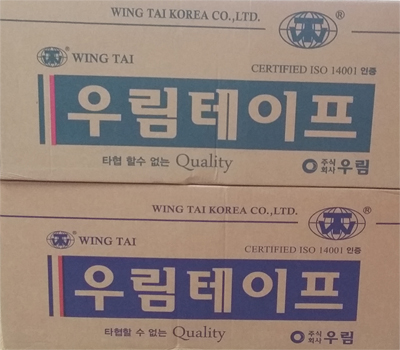 WING TAI KOREA CO., LTD. ®
WING TAI
CERTIFIED ISO 14001 인증
우림테이프
타협 할수 없는 Quality
주식회사 우림
WING TAI KOREA CO., LTD. ®
WING TAI
CERTIFIED ISO 14001 인증
우림테이프
타협할 수 없는 Quality
주식회사 우림